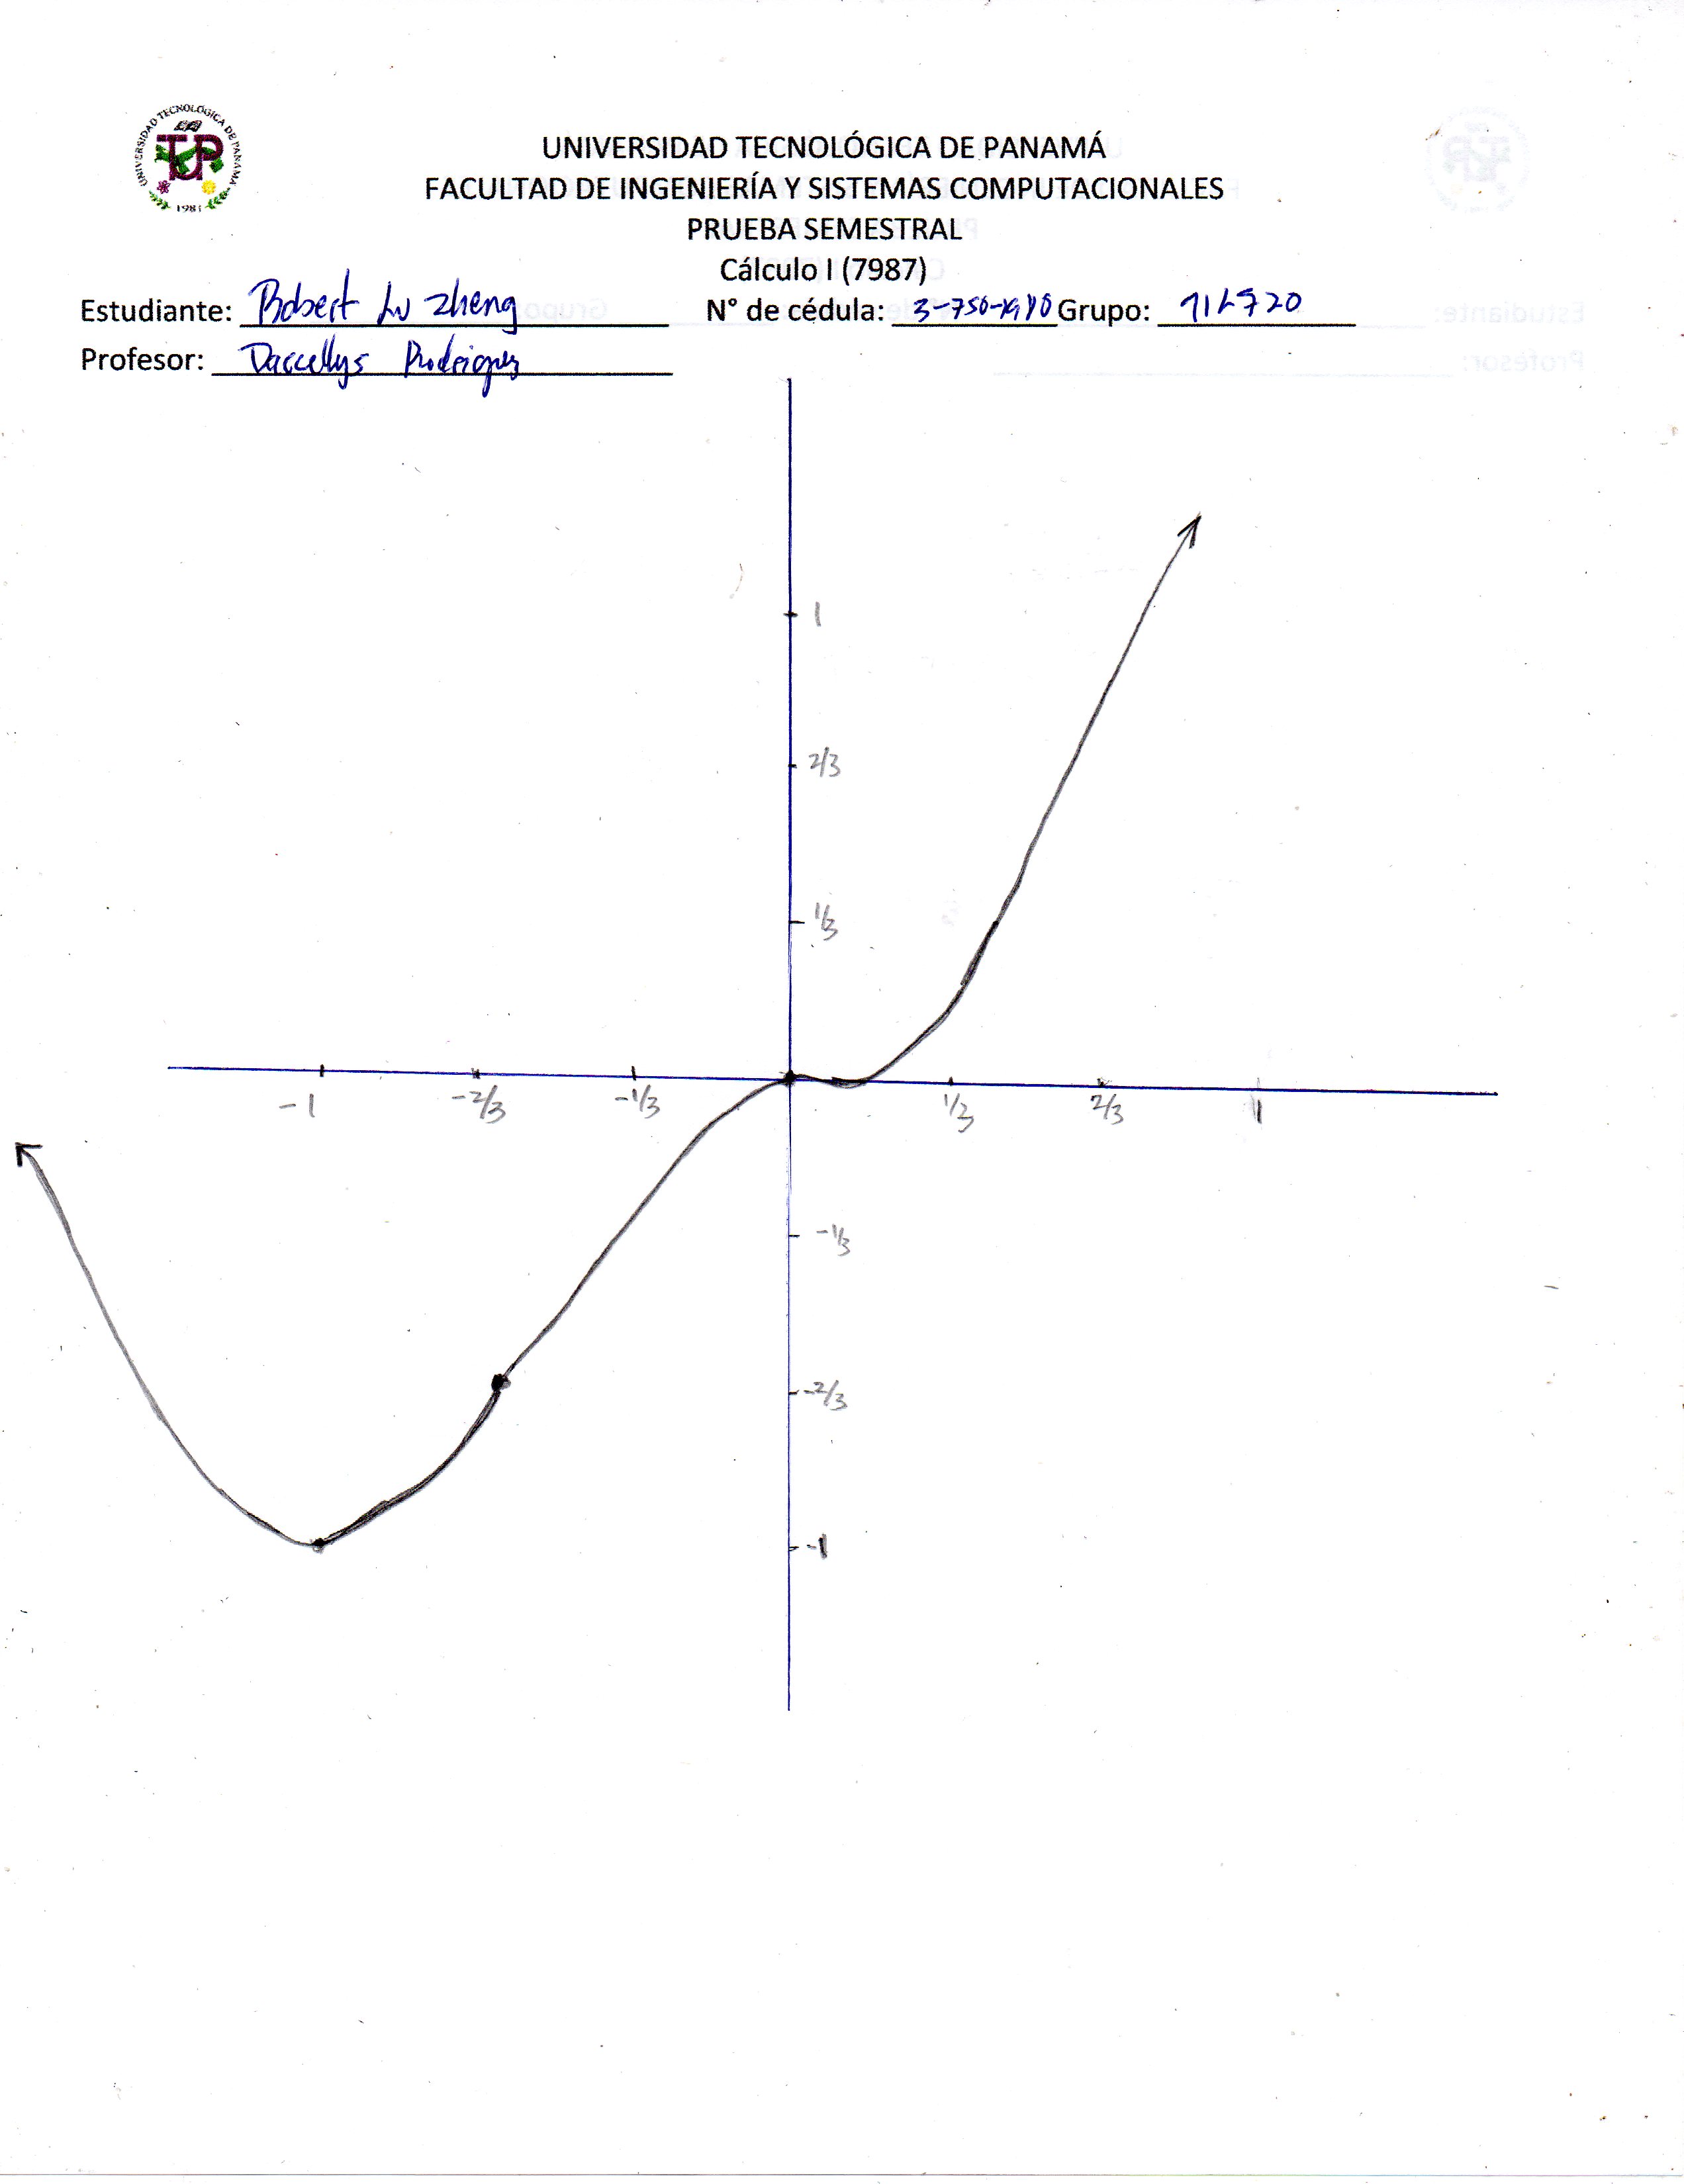 UNIVERSIDAD TECNOLÓGICA DE PANAMÁ
1981
UNIVERSIDAD TECNOLÓGICA DE PANAMÁ
FACULTAD DE INGENIERÍA Y SISTEMAS COMPUTACIONALES
PRUEBA SEMESTRAL
Cálculo I (7987)
Estudiante: Robert Lu Zheng N° de cédula: 3-750- Grupo: 1IL720
Profesor: Rodriguez
1
2/3
1/3
-1 -2/3 -1/3 1/3 2/3 1
-1/3
-2/3
-1